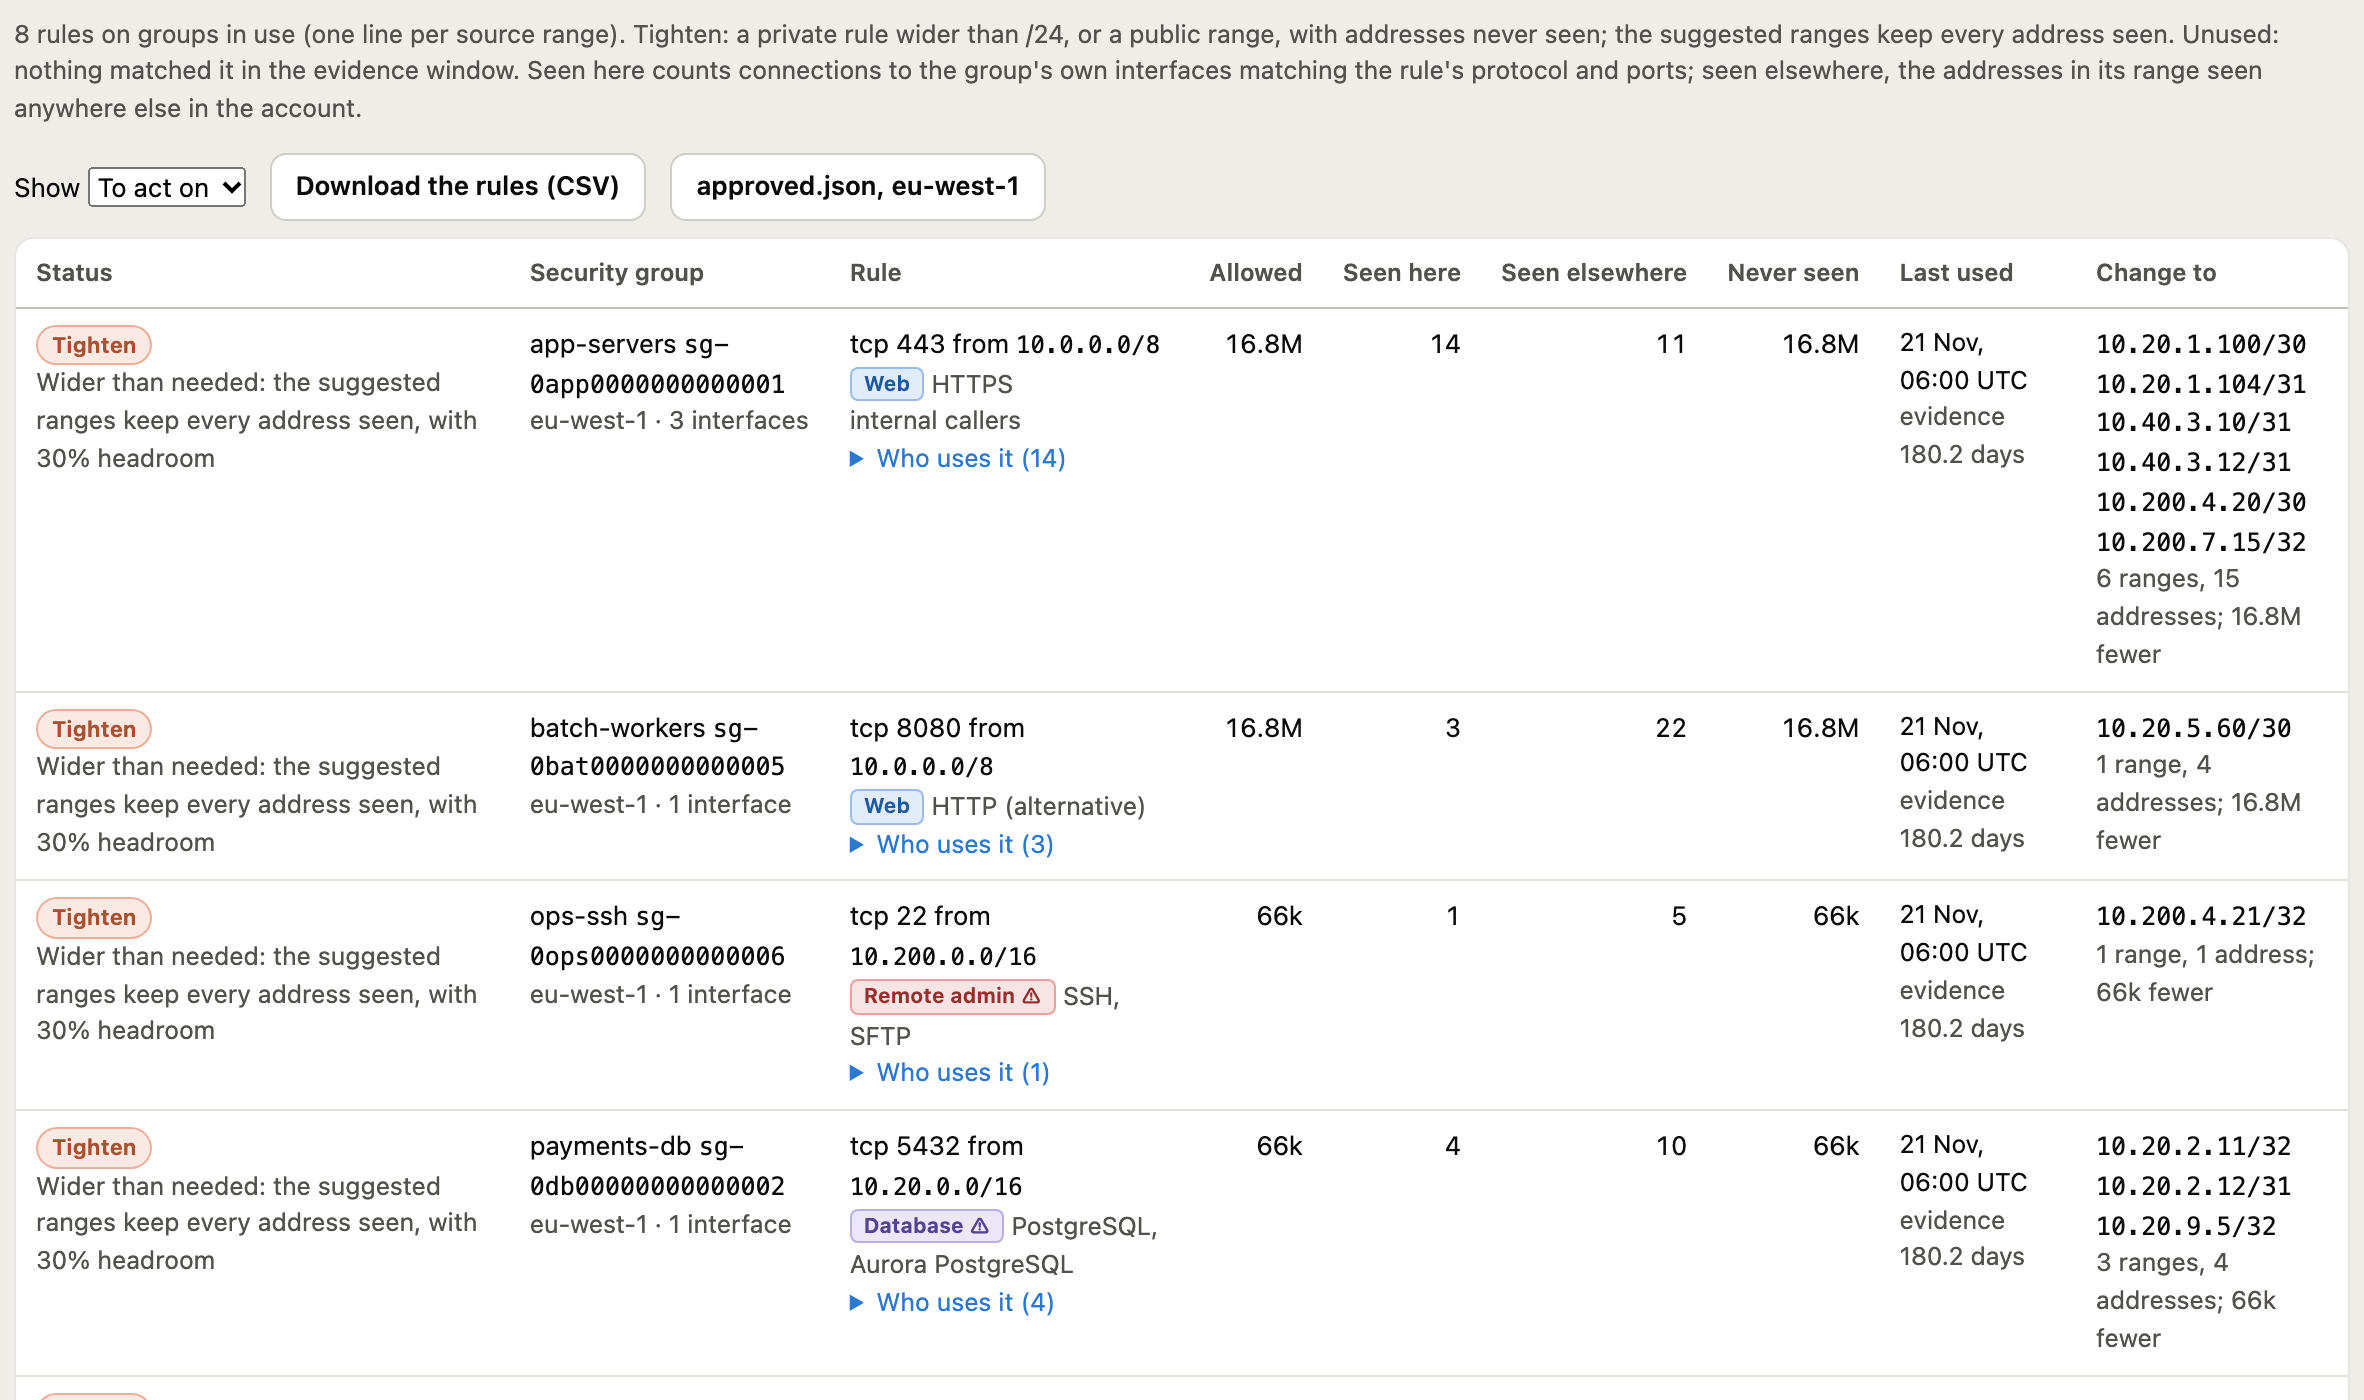 8 rules on groups in use (one line per source range). Tighten: a private rule wider than /24, or a public range, with addresses never seen; the suggested ranges keep every address seen. Unused:
nothing matched it in the evidence window. Seen here counts connections to the group's own interfaces matching the rule's protocol and ports; seen elsewhere, the addresses in its range seen
anywhere else in the account.
Show To act on Download the rules (CSV) approved.json, eu-west-1
Status Security group Rule Allowed Seen here Seen elsewhere Never seen Last used Change to
Tighten
Wider than needed: the suggested
ranges keep every address seen, with
30% headroom
app-servers sg-
0app0000000000001
eu-west-1 · 3 interfaces
tcp 443 from 10.0.0.0/8
Web HTTPS
internal callers
▶ Who uses it (14)
16.8M
14
11
16.8M
21 Nov,
06:00 UTC
evidence
180.2 days
10.20.1.100/30
10.20.1.104/31
10.40.3.10/31
10.40.3.12/31
10.200.4.20/30
10.200.7.15/32
6 ranges, 15
addresses; 16.8M
fewer
Tighten
Wider than needed: the suggested
ranges keep every address seen, with
30% headroom
batch-workers sg-
0bat0000000000005
eu-west-1 · 1 interface
tcp 8080 from
10.0.0.0/8
Web HTTP (alternative)
▶ Who uses it (3)
16.8M
3
22
16.8M
21 Nov,
06:00 UTC
evidence
180.2 days
10.20.5.60/30
1 range, 4
addresses; 16.8M
fewer
Tighten
Wider than needed: the suggested
ranges keep every address seen, with
30% headroom
ops-ssh sg-
0ops0000000000006
eu-west-1 · 1 interface
tcp 22 from
10.200.0.0/16
Remote admin ⚠ SSH,
SFTP
▶ Who uses it (1)
66k
1
5
66k
21 Nov,
06:00 UTC
evidence
180.2 days
10.200.4.21/32
1 range, 1 address;
66k fewer
Tighten
Wider than needed: the suggested
ranges keep every address seen, with
30% headroom
payments-db sg-
0db00000000000002
eu-west-1 · 1 interface
tcp 5432 from
10.20.0.0/16
Database ⚠ PostgreSQL,
Aurora PostgreSQL
▶ Who uses it (4)
66k
4
10
66k
21 Nov,
06:00 UTC
evidence
180.2 days
10.20.2.11/32
10.20.2.12/31
10.20.9.5/32
3 ranges, 4
addresses; 66k
fewer